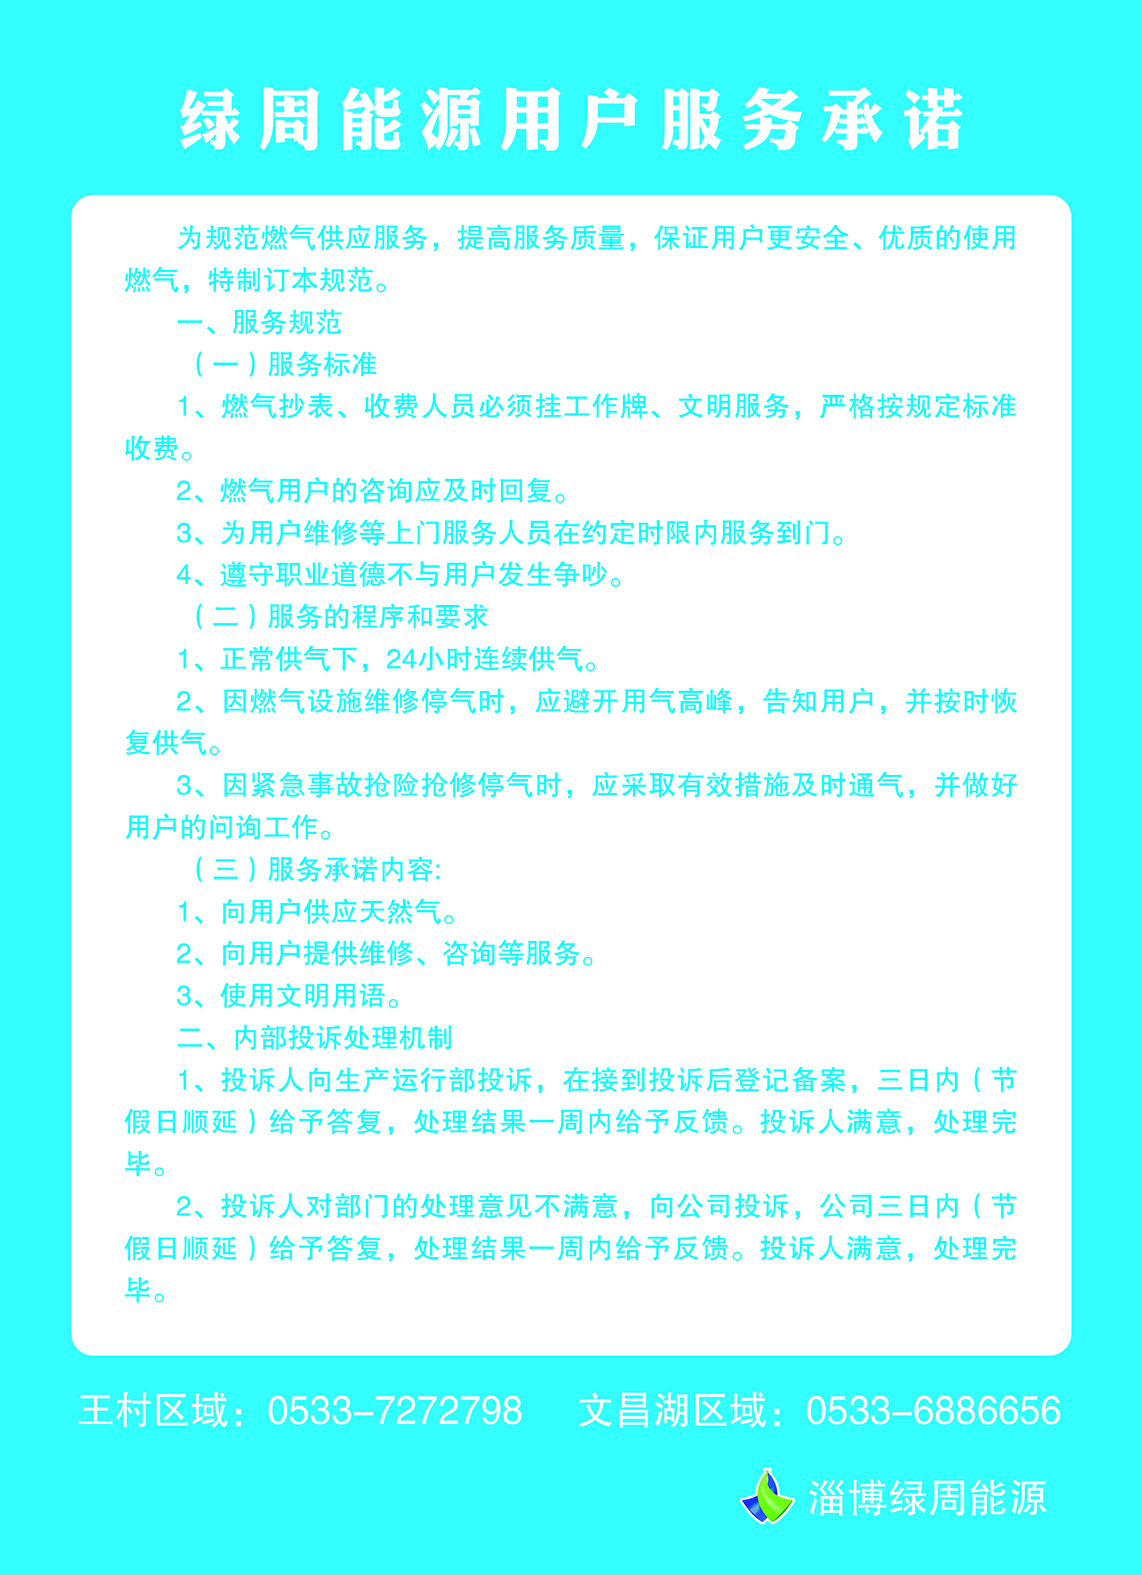 绿周能源用户服务承诺
为规范燃气供应服务，提高服务质量，保证用户更安全、优质的使用
燃气，特制订本规范。
一、服务规范
（一）服务标准
1、燃气抄表、收费人员必须挂工作牌、文明服务，严格按规定标准
收费。
2、燃气用户的咨询应及时回复。
3、为用户维修等上门服务人员在约定时限内服务到门。
4、遵守职业道德不与用户发生争吵。
（二）服务的程序和要求
1、正常供气下，24小时连续供气。
2、因燃气设施维修停气时，应避开用气高峰，告知用户，并按时恢
复供气。
3、因紧急事故抢险抢修停气时，应采取有效措施及时通气，并做好
用户的问询工作。
（三）服务承诺内容:
1、向用户供应天然气。
2、向用户提供维修、咨询等服务。
3、使用文明用语。
二、内部投诉处理机制
1、投诉人向生产运行部投诉，在接到投诉后登记备案，三日内（节
假日顺延）给予答复，处理结果一周内给予反馈。投诉人满意，处理完
毕。
2、投诉人对部门的处理意见不满意，向公司投诉，公司三日内（节
假日顺延）给予答复，处理结果一周内给予反馈。投诉人满意，处理完
毕。
王村区域：0533-7272798 文昌湖区域：0533-6886656
淄博绿周能源